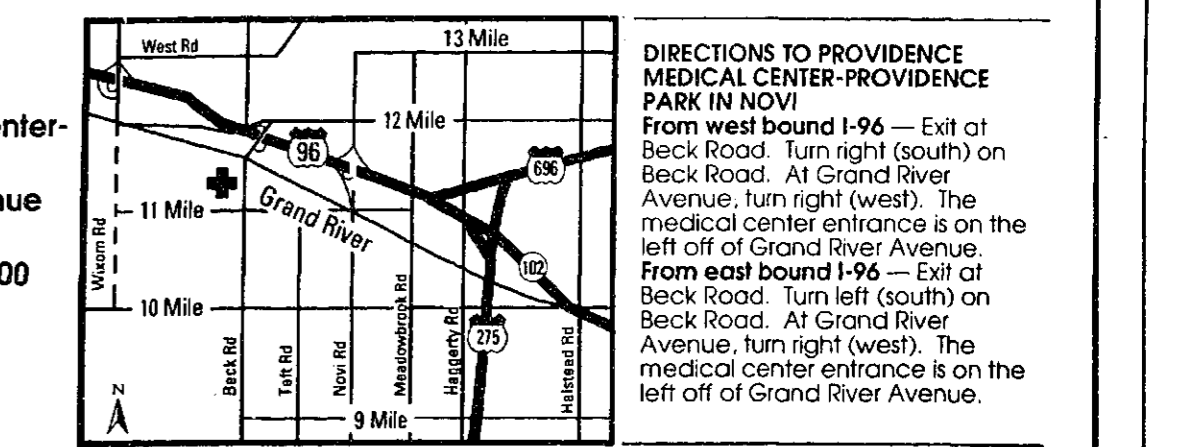 enter-
nue
00
West Rd
13 Mile
12 Mile
96
696
11 Mile
Grand River
Wixom Rd
102
10 Mile
275
Beck Rd
Taft Rd
Novi Rd
Meadowbrook Rd
Haggerty Rd
Halstead Rd
N
9 Mile
DIRECTIONS TO PROVIDENCE
MEDICAL CENTER-PROVIDENCE
PARK IN NOVI
From west bound I-96 — Exit at
Beck Road. Turn right (south) on
Beck Road. At Grand River
Avenue, turn right (west). The
medical center entrance is on the
left off of Grand River Avenue.
From east bound I-96 — Exit at
Beck Road. Turn left (south) on
Beck Road. At Grand River
Avenue, turn right (west). The
medical center entrance is on the
left off of Grand River Avenue.